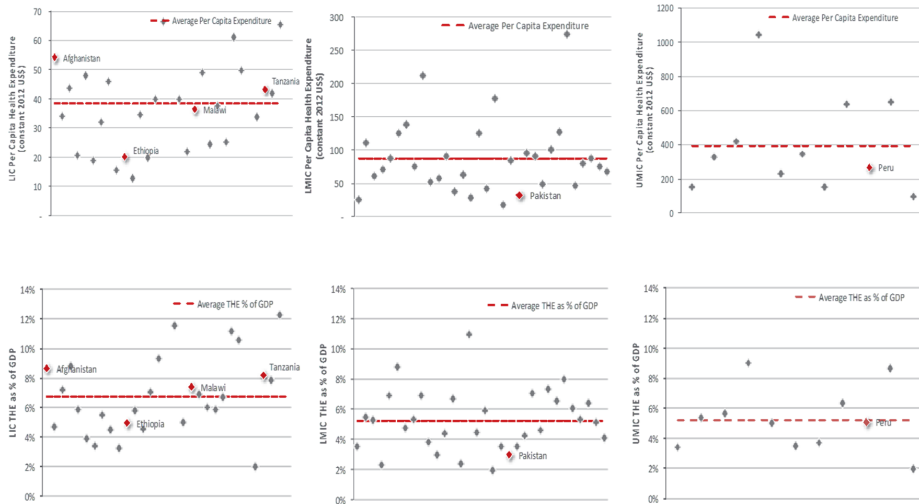 LIC Per Capita Health Expenditure
(constant 2012 US$)
70
60
50
40
30
20
10
-
Average Per Capita Expenditure
Afghanistan
Tanzania
Malawi
Ethiopia
LMIC Per Capita Health Expenditure
(constant 2012 US$)
300
250
200
150
100
50
-
Average Per Capita Expenditure
Pakistan
UMIC Per Capita Health Expenditure
(constant 2012 US$)
1200
1000
800
600
400
200
0
Average Per Capita Expenditure
Peru
LIC THE as % of GDP
14%
12%
10%
8%
6%
4%
2%
0%
Average THE % of GDP
Afghanistan
Tanzania
Malawi
Ethiopia
LMIC THE as % of GDP
14%
12%
10%
8%
6%
4%
2%
0%
Average THE as % of GDP
Pakistan
UMIC THE as % of GDP
14%
12%
10%
8%
6%
4%
2%
0%
Average THE as % of GDP
Peru